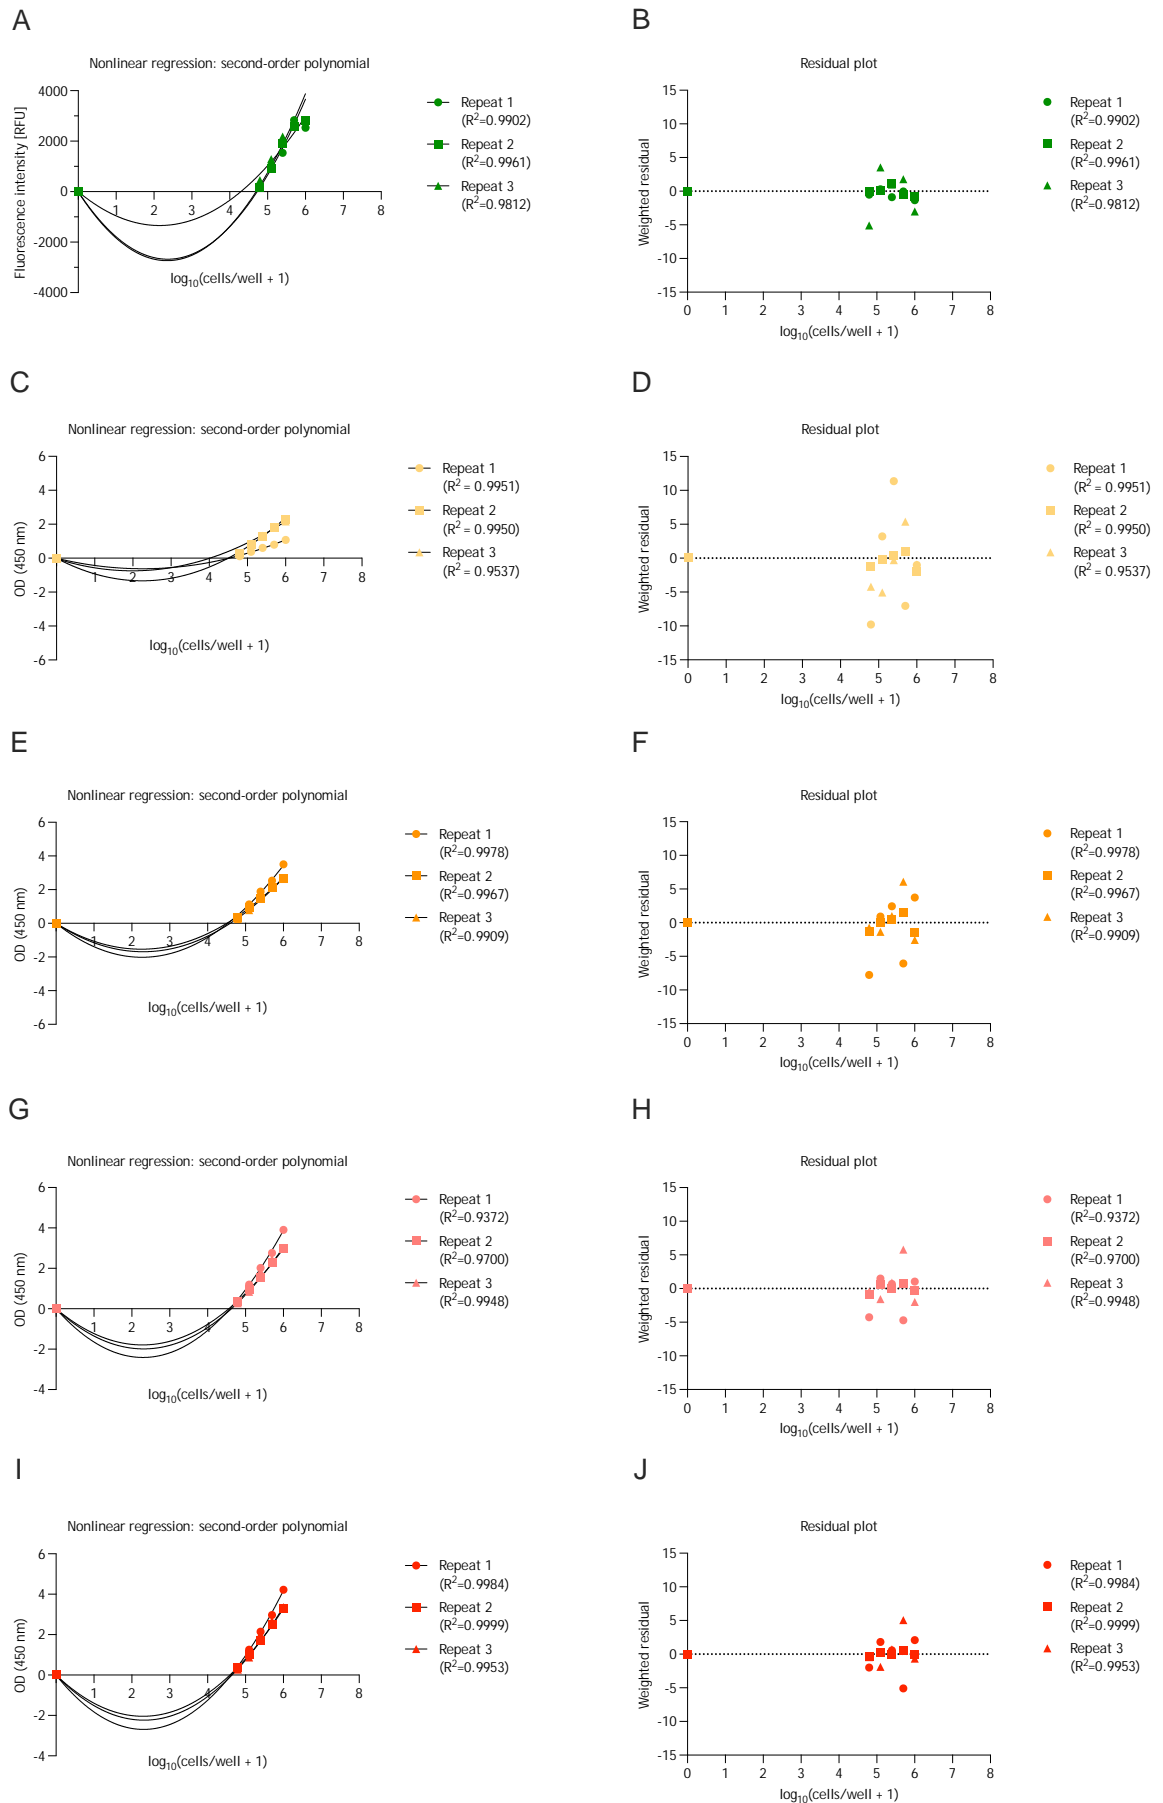 A
Nonlinear regression: second-order polynomial
Fluorescence intensity [RFU]
4000
2000
0
-2000
-4000
1 2 3 4 5 6 7 8
log10(cells/well + 1)
Repeat 1
(R²=0.9902)
Repeat 2
(R²=0.9961)
Repeat 3
(R²=0.9812)
B
Residual plot
Weighted residual
15
10
5
0
-5
-10
-15
0 1 2 3 4 5 6 7 8
log10(cells/well + 1)
Repeat 1
(R²=0.9902)
Repeat 2
(R²=0.9961)
Repeat 3
(R²=0.9812)
C
Nonlinear regression: second-order polynomial
OD (450 nm)
6
4
2
0
-2
-4
-6
1 2 3 4 5 6 7 8
log10(cells/well + 1)
Repeat 1
(R² = 0.9951)
Repeat 2
(R² = 0.9950)
Repeat 3
(R² = 0.9537)
D
Residual plot
Weighted residual
15
10
5
0
-5
-10
-15
0 1 2 3 4 5 6 7 8
log10(cells/well + 1)
Repeat 1
(R² = 0.9951)
Repeat 2
(R² = 0.9950)
Repeat 3
(R² = 0.9537)
E
Nonlinear regression: second-order polynomial
OD (450 nm)
6
4
2
0
-2
-4
-6
1 2 3 4 5 6 7 8
log10(cells/well + 1)
Repeat 1
(R²=0.9978)
Repeat 2
(R²=0.9967)
Repeat 3
(R²=0.9909)
F
Residual plot
Weighted residual
15
10
5
0
-5
-10
-15
0 1 2 3 4 5 6 7 8
log10(cells/well + 1)
Repeat 1
(R²=0.9978)
Repeat 2
(R²=0.9967)
Repeat 3
(R²=0.9909)
G
Nonlinear regression: second-order polynomial
OD (450 nm)
6
4
2
0
-2
-4
1 2 3 4 5 6 7 8
log10(cells/well + 1)
Repeat 1
(R²=0.9372)
Repeat 2
(R²=0.9700)
Repeat 3
(R²=0.9948)
H
Residual plot
Weighted residual
15
10
5
0
-5
-10
-15
0 1 2 3 4 5 6 7 8
log10(cells/well + 1)
Repeat 1
(R²=0.9372)
Repeat 2
(R²=0.9700)
Repeat 3
(R²=0.9948)
I
Nonlinear regression: second-order polynomial
OD (450 nm)
6
4
2
0
-2
-4
1 2 3 4 5 6 7 8
log10(cells/well + 1)
Repeat 1
(R²=0.9984)
Repeat 2
(R²=0.9999)
Repeat 3
(R²=0.9953)
J
Residual plot
Weighted residual
15
10
5
0
-5
-10
-15
0 1 2 3 4 5 6 7 8
log10(cells/well + 1)
Repeat 1
(R²=0.9984)
Repeat 2
(R²=0.9999)
Repeat 3
(R²=0.9953)